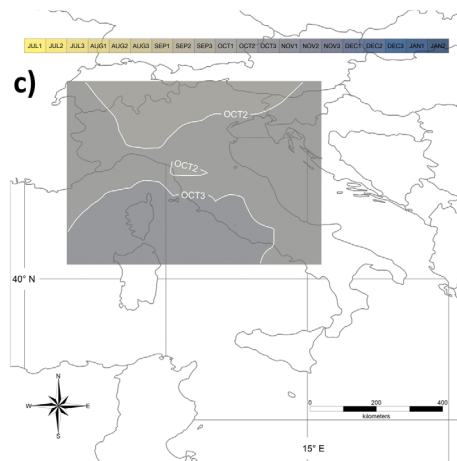 JUL1 JUL2 JUL3 AUG1 AUG2 AUG3 SEP1 SEP2 SEP3 OCT1 OCT2 OCT3 NOV1 NOV2 NOV3 DEC1 DEC2 DEC3 JAN1 JAN2
c)
OCT2
OCT2
OCT3
40° N
N
W E
S
0 200 400
kilometers
15° E